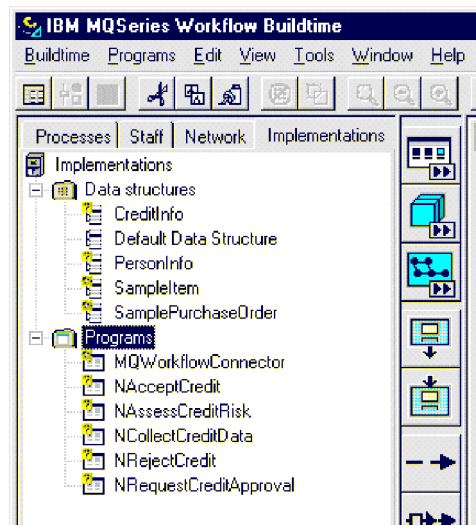 IBM MQSeries Workflow Buildtime
Buildtime Programs Edit View Tools Window Help
Processes Staff Network Implementations
Implementations
Data structures
CreditInfo
Default Data Structure
PersonInfo
SampleItem
SamplePurchaseOrder
Programs
MQWorkflowConnector
NAcceptCredit
NAssessCreditRisk
NCollectCreditData
NRejectCredit
NRequestCreditApproval